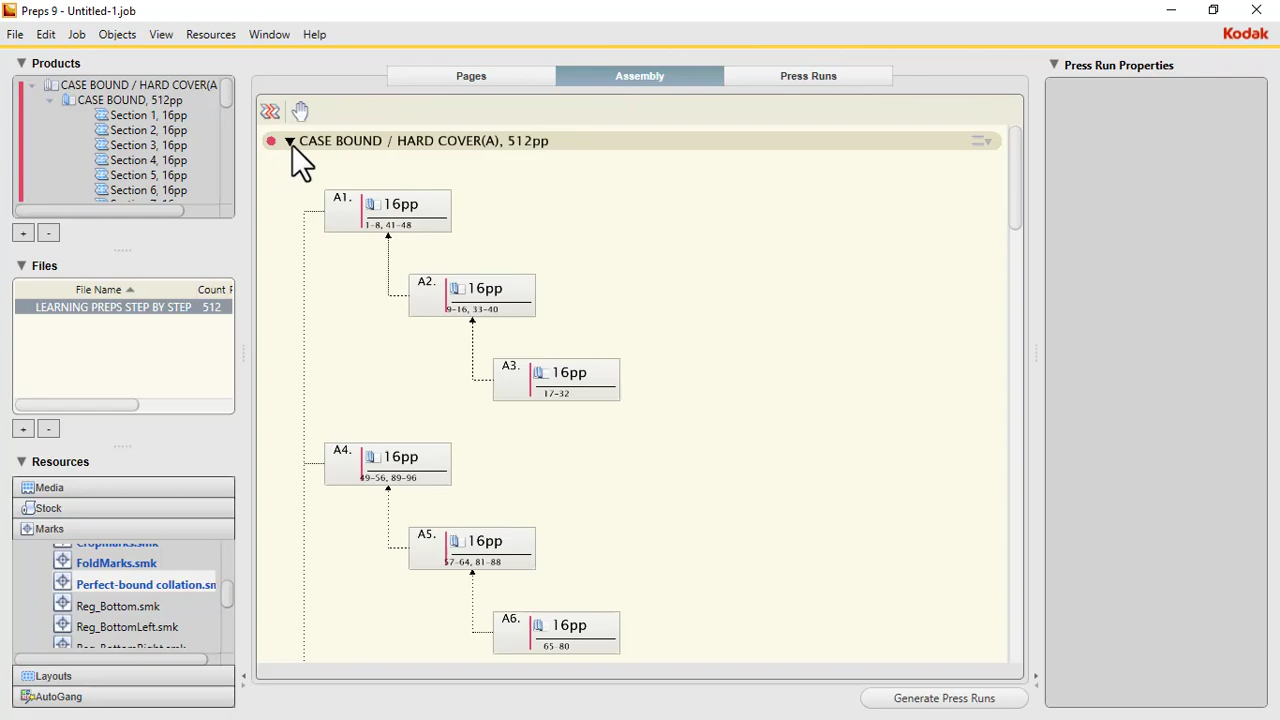 Preps 9 - Untitled-1.job
File Edit Job Objects View Resources Window Help
Kodak
Products
CASE BOUND / HARD COVER(A
CASE BOUND, 512pp
Section 1, 16pp
Section 2, 16pp
Section 3, 16pp
Section 4, 16pp
Section 5, 16pp
Section 6, 16pp
+ -
Files
File Name Count
LEARNING PREPS STEP BY STEP 512
+ -
Resources
Media
Stock
Marks
Cropmarks.smk
FoldMarks.smk
Perfect-bound collation.sm
Reg_Bottom.smk
Reg_BottomLeft.smk
Reg_BottomRight.smk
Layouts
AutoGang
Pages Assembly Press Runs
CASE BOUND / HARD COVER(A), 512pp
A1. 16pp
1-8, 41-48
A2. 16pp
9-16, 33-40
A3. 16pp
17-32
A4. 16pp
49-56, 89-96
A5. 16pp
57-64, 81-88
A6. 16pp
65-80
Generate Press Runs
Press Run Properties